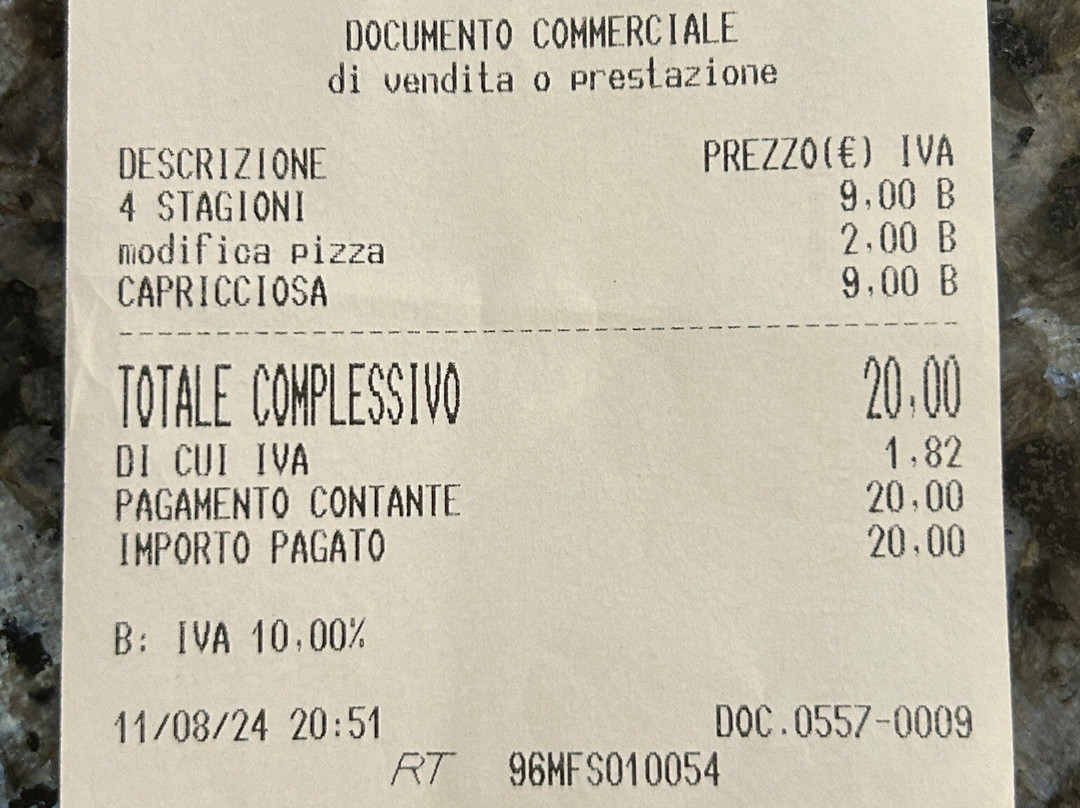 DOCUMENTO COMMERCIALE
di vendita o prestazione
DESCRIZIONE PREZZO(€) IVA
4 STAGIONI 9,00 B
modifica pizza 2,00 B
CAPRICCIOSA 9,00 B
TOTALE COMPLESSIVO 20,00
DI CUI IVA 1,82
PAGAMENTO CONTANTE 20,00
IMPORTO PAGATO 20,00
B: IVA 10,00%
11/08/24 20:51 DOC.0557-0009
RT 96MFS010054